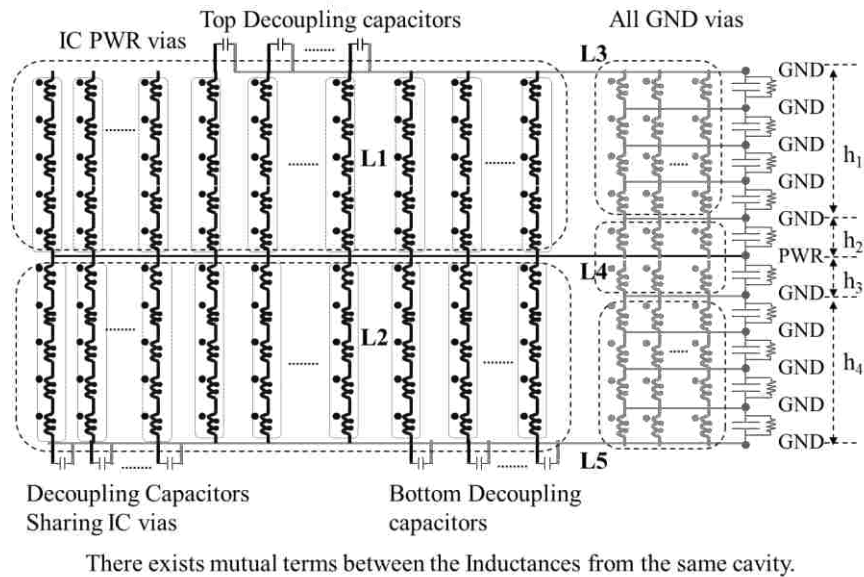 Top Decoupling capacitors
All GND vias
IC PWR vias
L3
GND
GND
GND
GND
GND
PWR
GND
GND
GND
GND
GND
h1
h2
h3
h4
L1
L4
L2
L5
Decoupling Capacitors
Sharing IC vias
Bottom Decoupling
capacitors
There exists mutual terms between the Inductances from the same cavity.